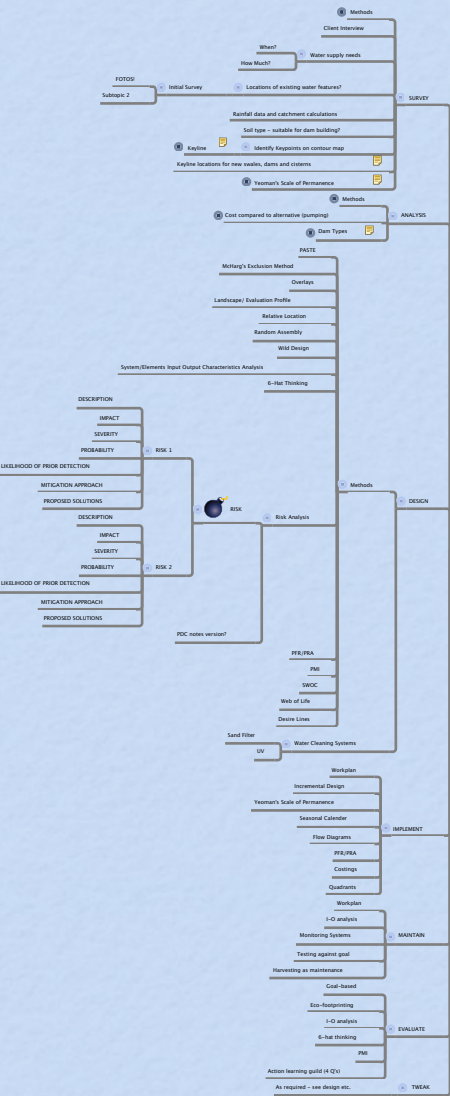 Methods
Client Interview
When?
How Much?
Water supply needs
FOTOS!
Subtopic 2
Initial Survey
Locations of existing water features?
SURVEY
Rainfall data and catchment calculations
Soil type - suitable for dam building?
Keyline
Identify Keypoints on contour map
Keyline locations for new swales, dams and cisterns
Yeoman's Scale of Permanence
Methods
Cost compared to alternative (pumping)
ANALYSIS
Dam Types
PASTE
McHarg's Exclusion Method
Overlays
Landscape/ Evaluation Profile
Relative Location
Random Assembly
Wild Design
System/Elements Input Output Characteristics Analysis
6-Hat Thinking
DESCRIPTION
IMPACT
SEVERITY
PROBABILITY
RISK 1
LIKELIHOOD OF PRIOR DETECTION
MITIGATION APPROACH
PROPOSED SOLUTIONS
Methods
DESIGN
RISK
Risk Analysis
DESCRIPTION
IMPACT
SEVERITY
PROBABILITY
RISK 2
LIKELIHOOD OF PRIOR DETECTION
MITIGATION APPROACH
PROPOSED SOLUTIONS
PDC notes version?
PFR/PRA
PMI
SWOC
Web of Life
Desire Lines
Sand Filter
UV
Water Cleaning Systems
Workplan
Incremental Design
Yeoman's Scale of Permanence
Seasonal Calender
Flow Diagrams
IMPLEMENT
PFR/PRA
Costings
Quadrants
Workplan
I-O analysis
Monitoring Systems
MAINTAIN
Testing against goal
Harvesting as maintenance
Goal-based
Eco-footprinting
I-O analysis
EVALUATE
6-hat thinking
PMI
Action learning guild (4 Q's)
As required - see design etc.
TWEAK